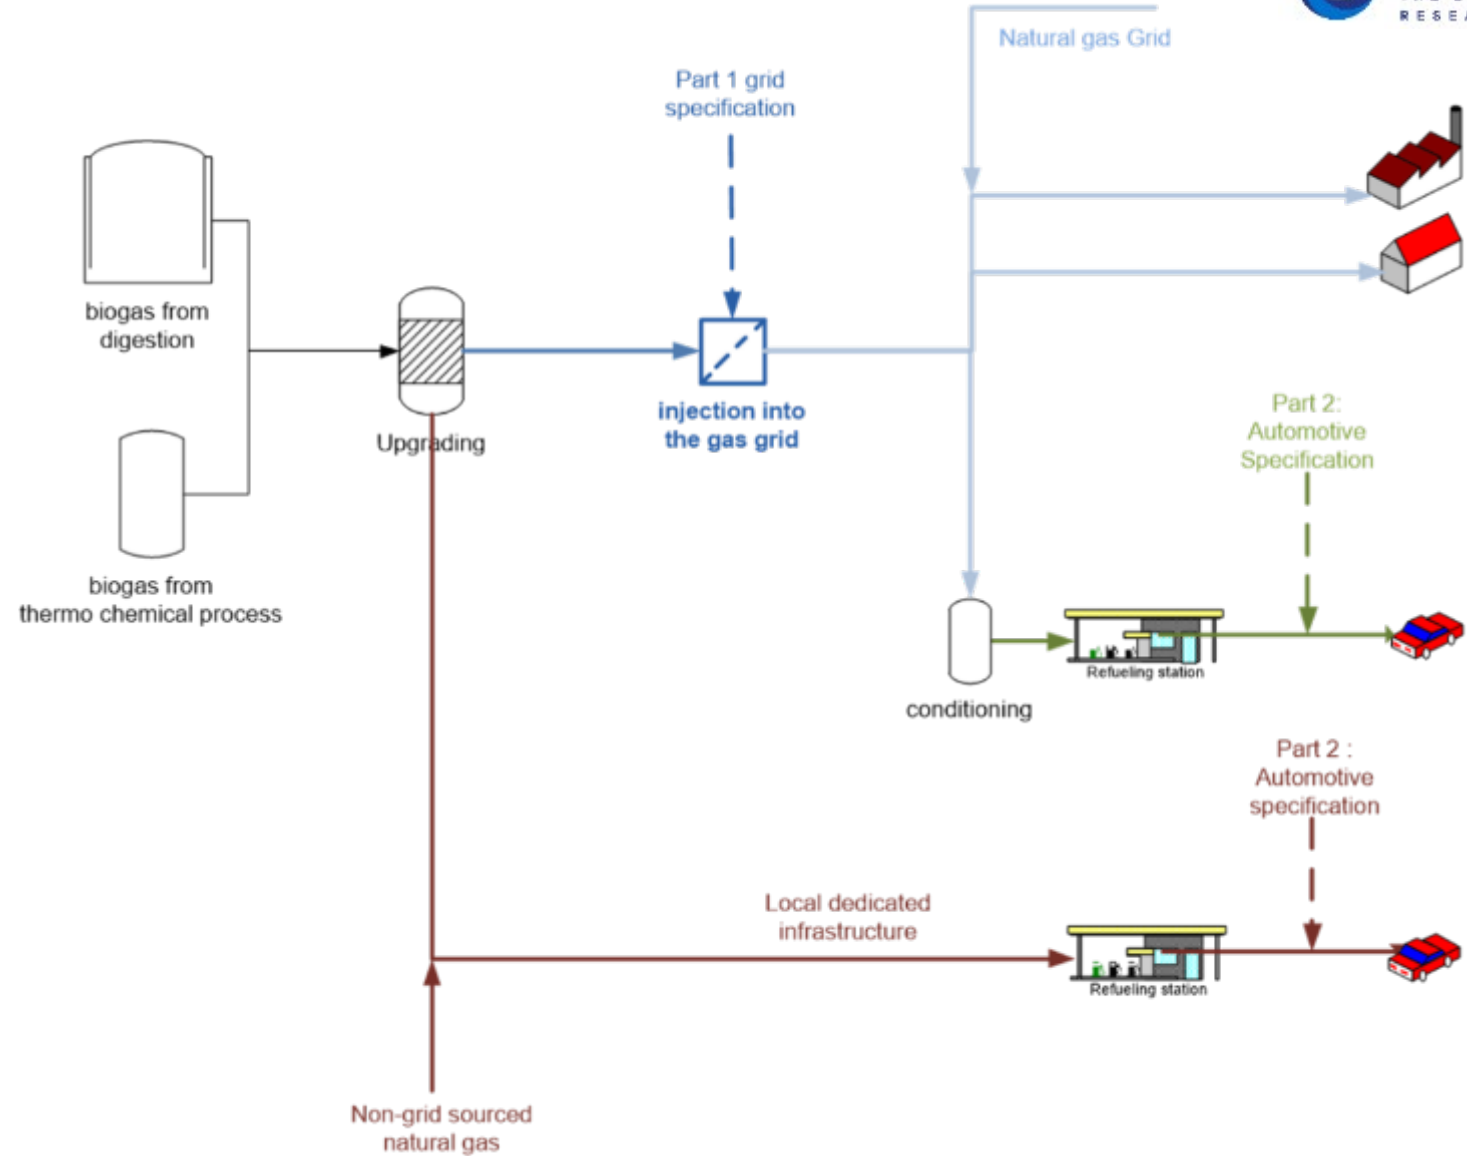 RESEA
Natural gas Grid
Part 1 grid
specification
biogas from
digestion
injection into
the gas grid
Upgrading
Part 2:
Automotive
Specification
biogas from
thermo chemical process
Refueling station
conditioning
Part 2 :
Automotive
specification
Local dedicated
infrastructure
Refueling station
Non-grid sourced
natural gas